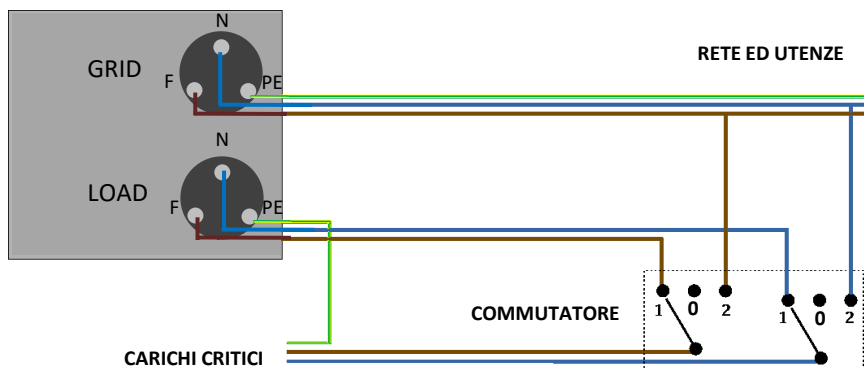 N
GRID
F
PE
RETE ED UTENZE
N
LOAD
F
PE
COMMUTATORE
1 0 2 1 0 2
CARICHI CRITICI